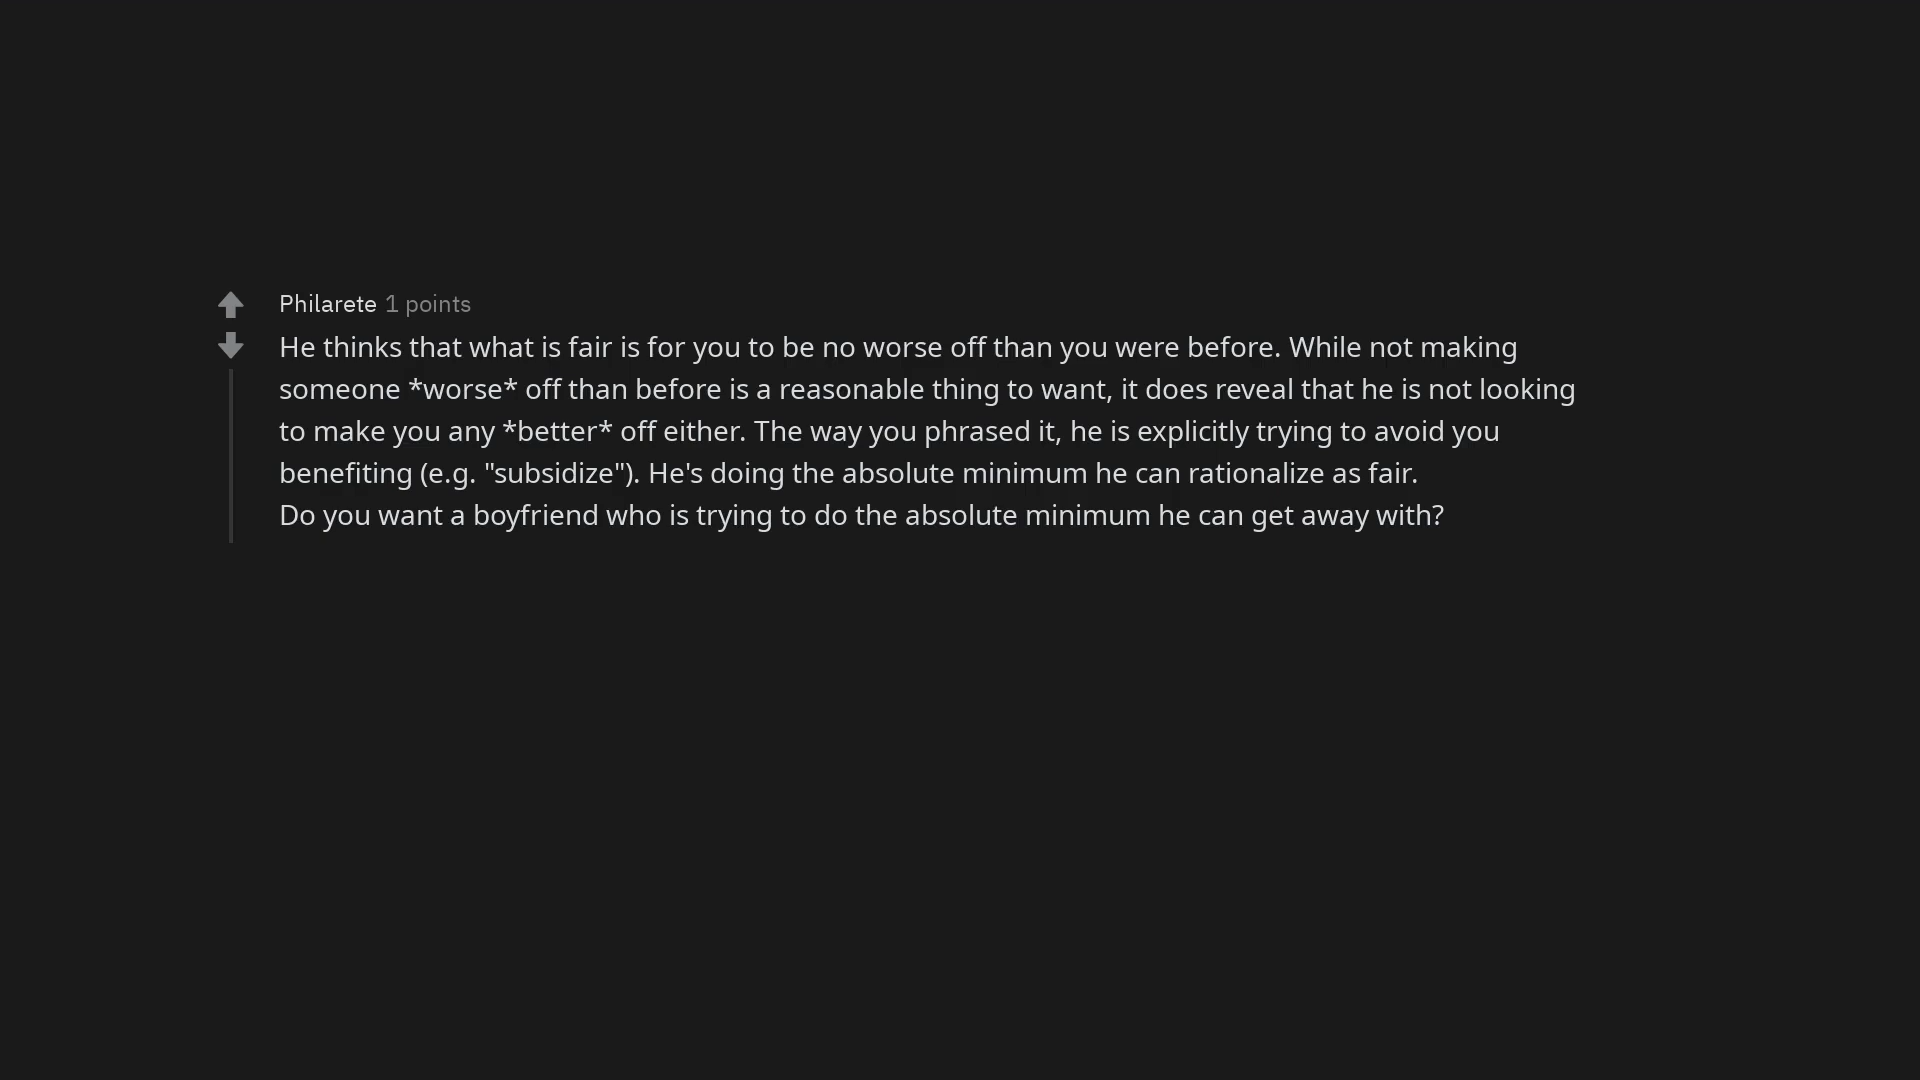 Philarete 1 points
He thinks that what is fair is for you to be no worse off than you were before. While not making
someone *worse* off than before is a reasonable thing to want, it does reveal that he is not looking
to make you any *better* off either. The way you phrased it, he is explicitly trying to avoid you
benefiting (e.g. "subsidize"). He's doing the absolute minimum he can rationalize as fair.
Do you want a boyfriend who is trying to do the absolute minimum he can get away with?